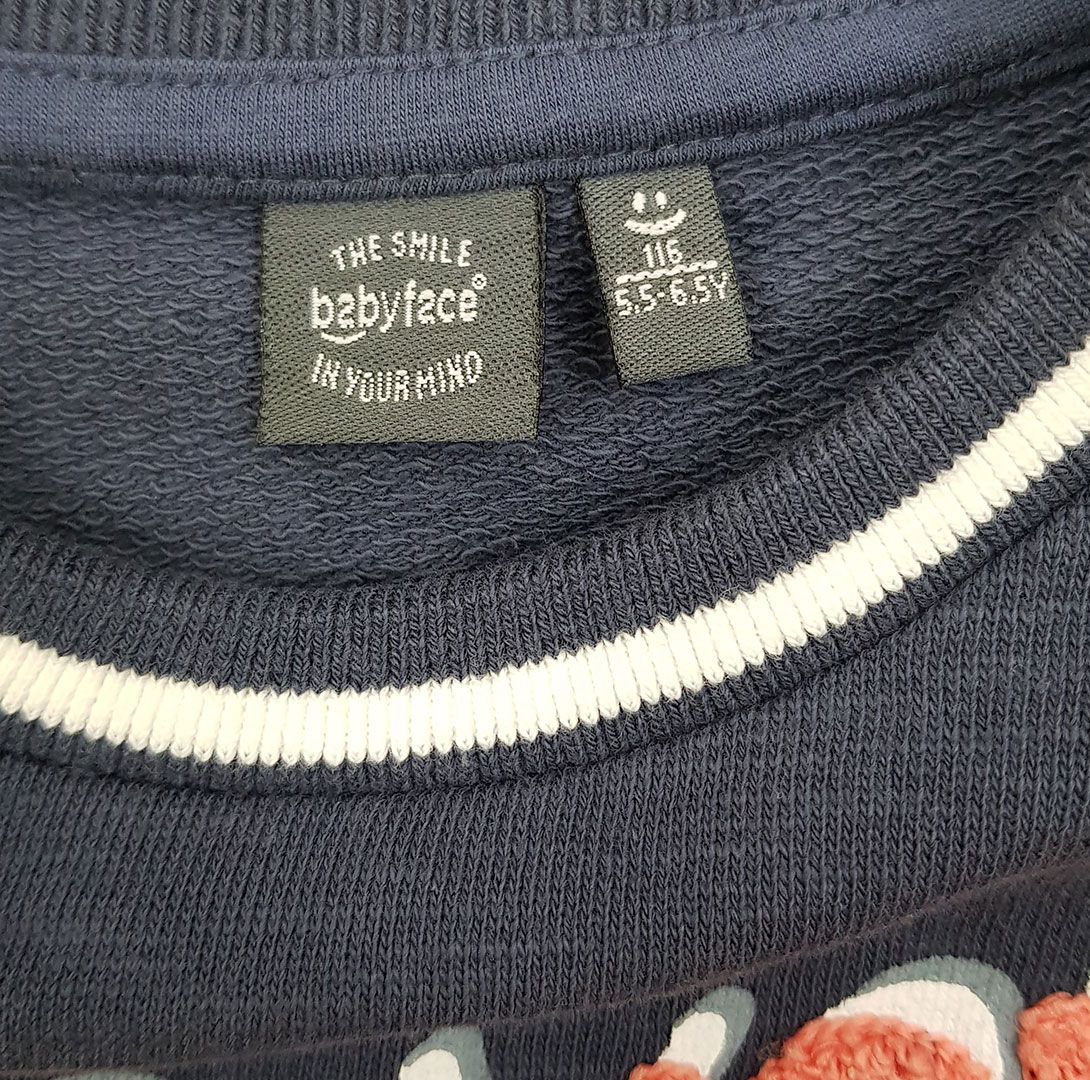 THE SMILE
babyface®
IN YOUR MIND
116
5,5-6.5Y